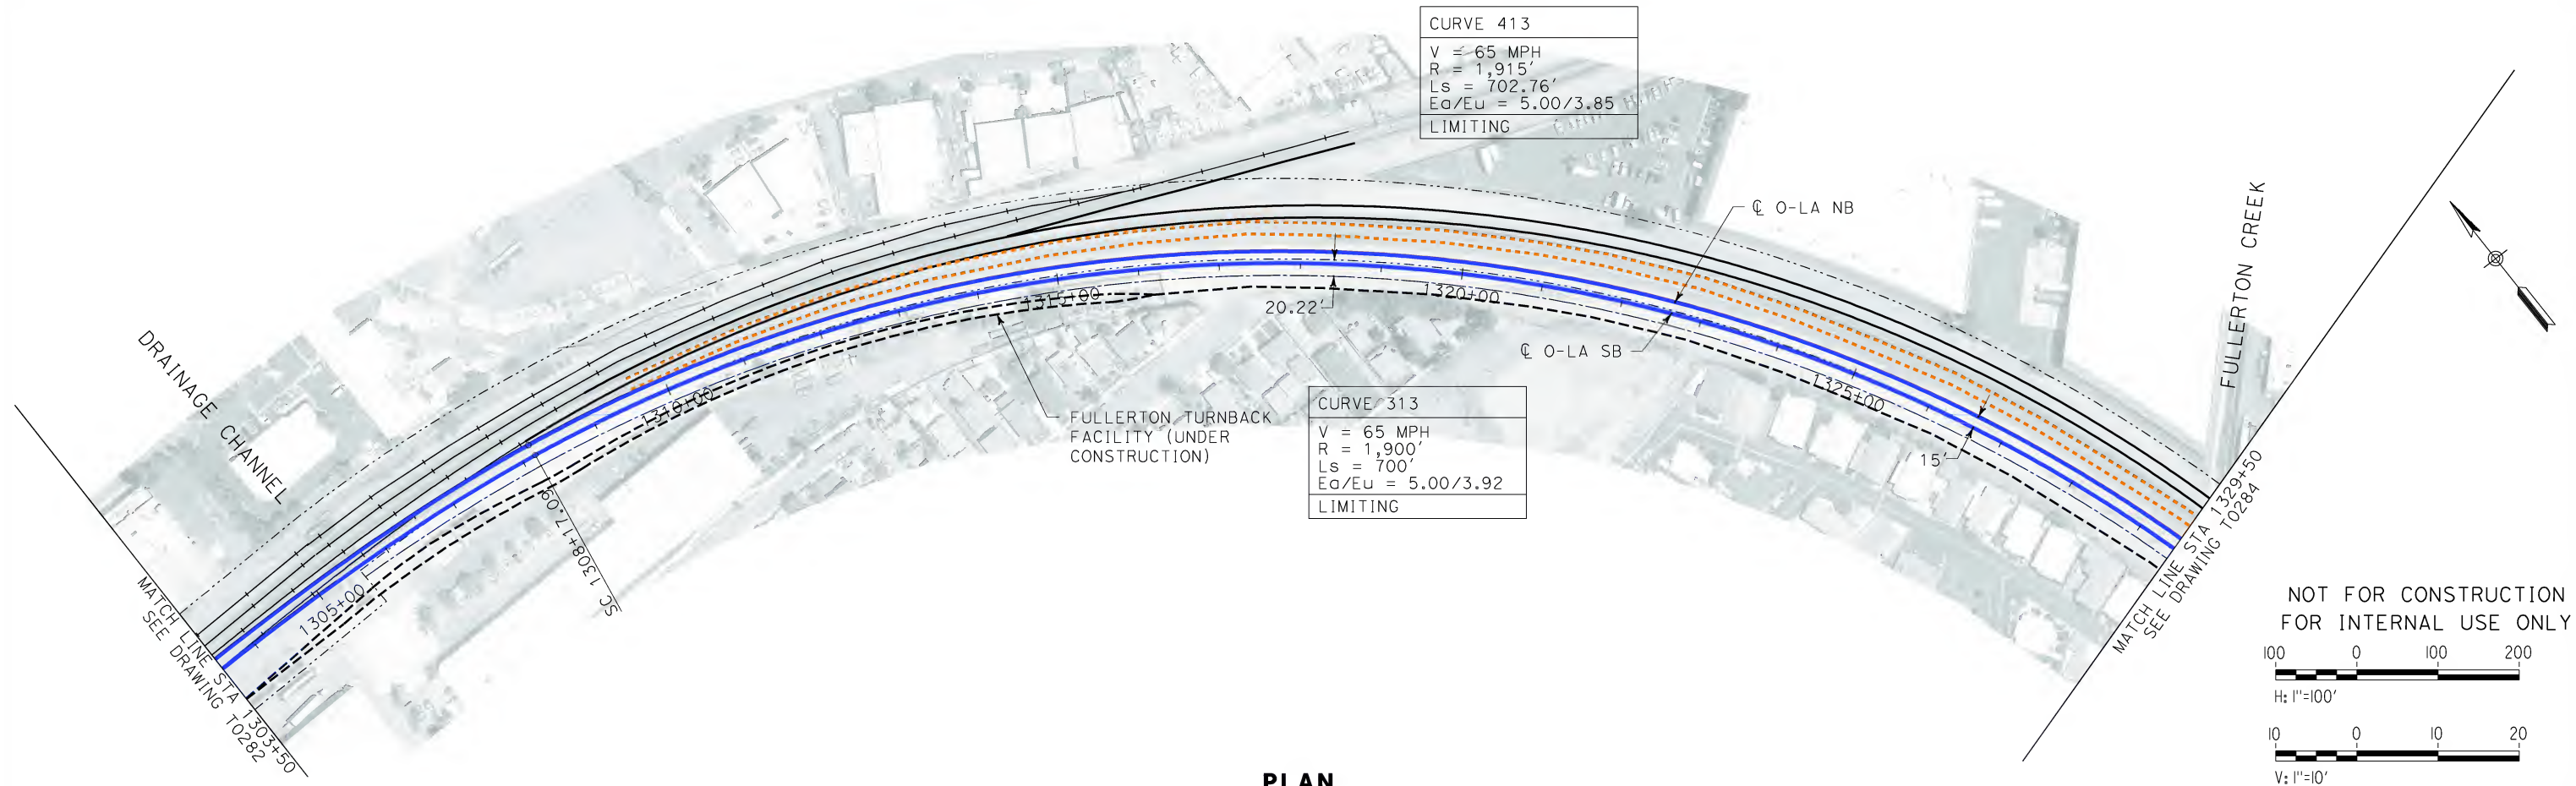 CURVE 413
V = 65 MPH
R = 1,915'
Ls = 702.76'
Ea/Eu = 5.00/3.85
LIMITING
℄ O-LA NB
FULLERTON CREEK
DRAINAGE CHANNEL
1315+00
1320+00
20.22'
℄ O-LA SB
1310+00
1325+00
FULLERTON TURNBACK
FACILITY (UNDER
CONSTRUCTION)
CURVE 313
V = 65 MPH
R = 1,900'
Ls = 700'
Ea/Eu = 5.00/3.92
LIMITING
15'
SC 1308+17.09
1305+00
MATCH LINE STA 1303+50
SEE DRAWING TO282
MATCH LINE STA 1329+50
SEE DRAWING TO284
NOT FOR CONSTRUCTION
FOR INTERNAL USE ONLY
100 0 100 200
H: 1"=100'
10 0 10 20
V: 1"=10'
PLAN